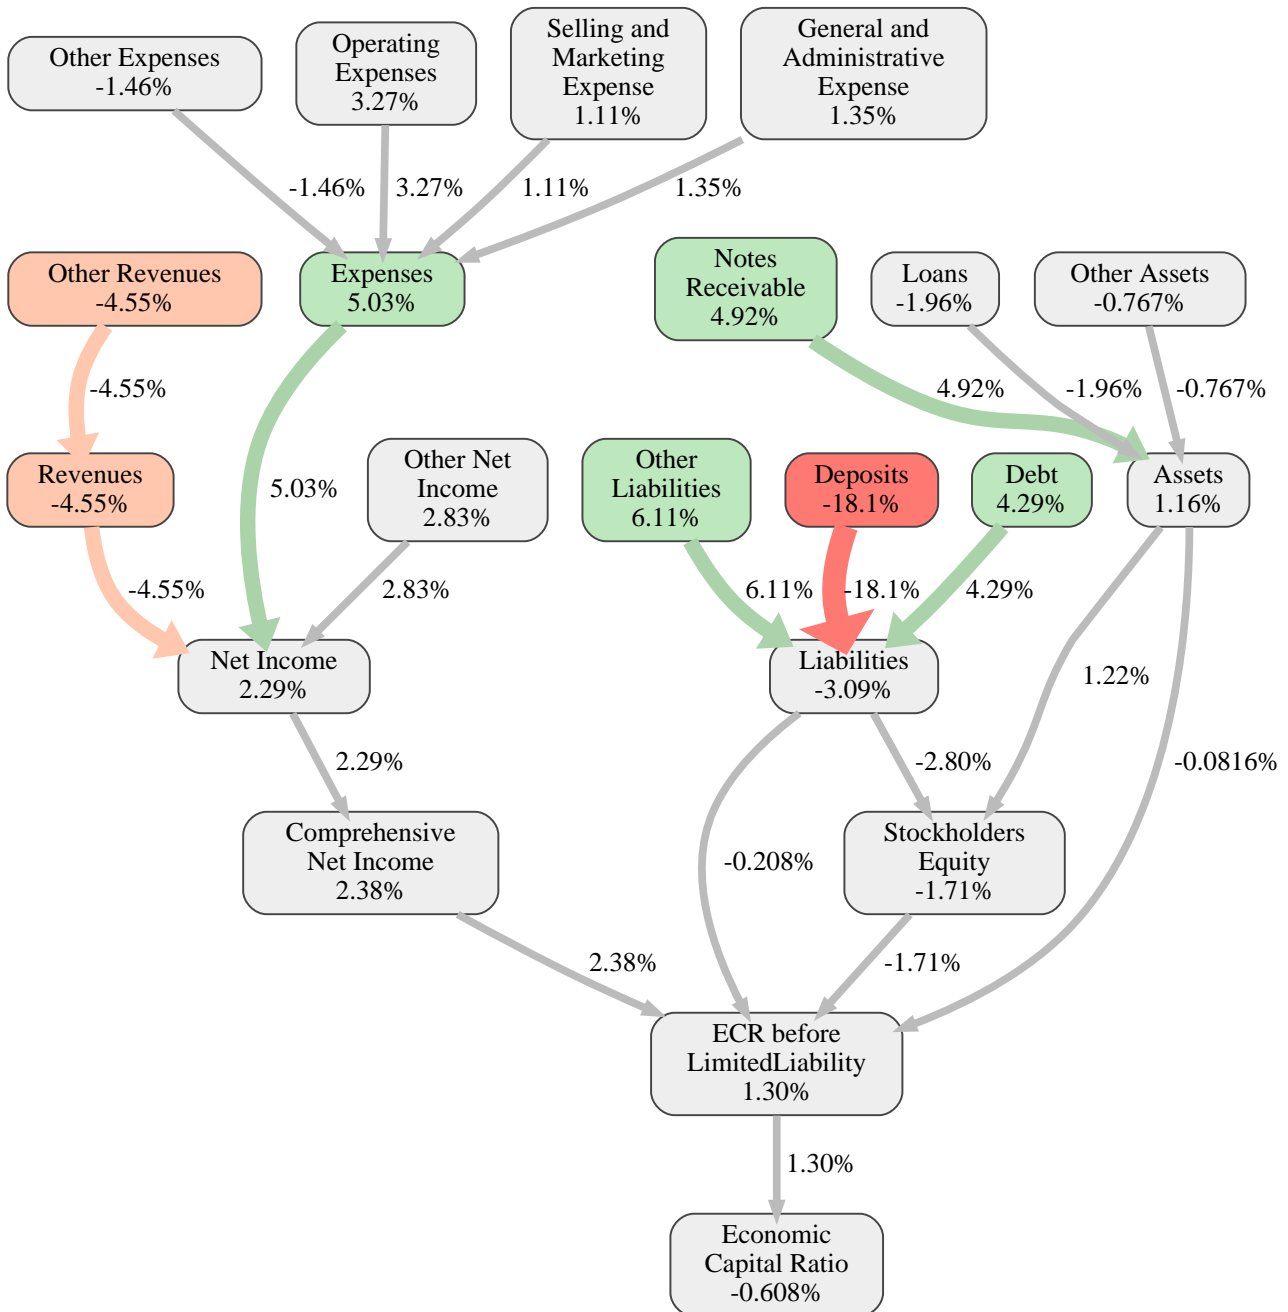 Other Expenses
-1.46%
Operating
Expenses
3.27%
Selling and
Marketing
Expense
1.11%
General and
Administrative
Expense
1.35%
-1.46%
3.27%
1.11%
1.35%
Other Revenues
-4.55%
Expenses
5.03%
Notes
Receivable
4.92%
Loans
-1.96%
Other Assets
-0.767%
-4.55%
4.92%
-1.96%
-0.767%
Revenues
-4.55%
5.03%
Other Net
Income
2.83%
Other
Liabilities
6.11%
Deposits
-18.1%
Debt
4.29%
Assets
1.16%
-4.55%
2.83%
6.11%
-18.1%
4.29%
Net Income
2.29%
Liabilities
-3.09%
1.22%
2.29%
-2.80%
-0.0816%
Comprehensive
Net Income
2.38%
-0.208%
Stockholders
Equity
-1.71%
2.38%
-1.71%
ECR before
LimitedLiability
1.30%
1.30%
Economic
Capital Ratio
-0.608%